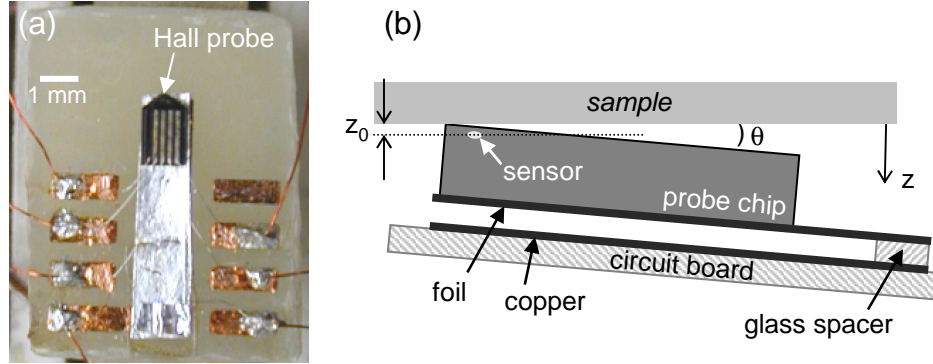 (a)
Hall probe
1 mm
(b)
sample
z0
θ
sensor
z
probe chip
foil
copper
circuit board
glass spacer